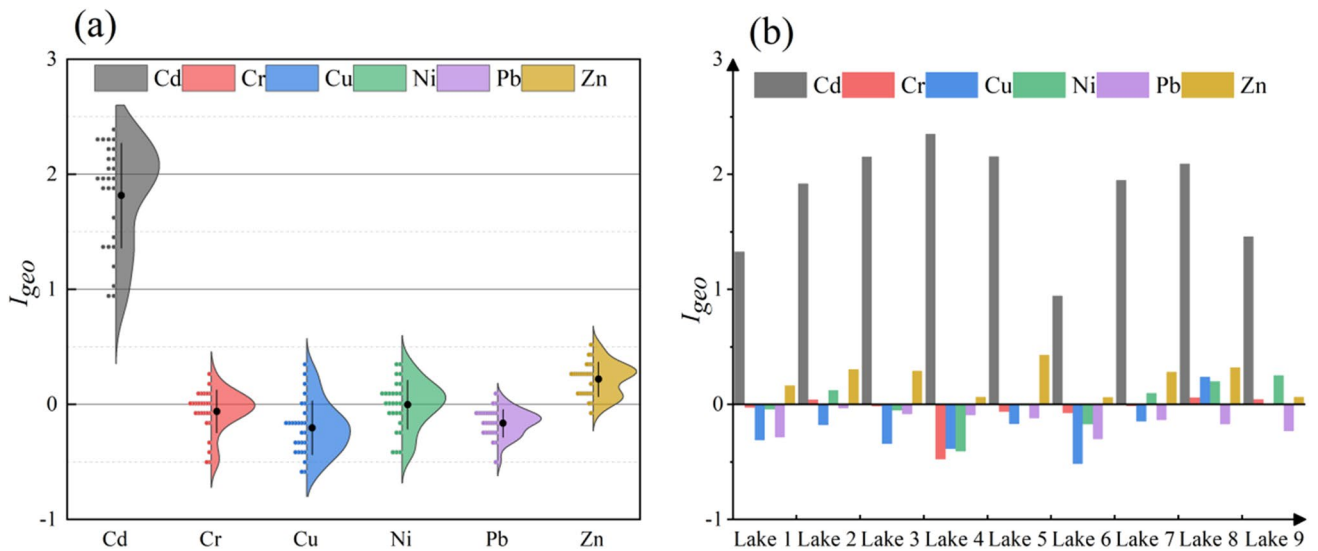 (a)
3
Cd Cr Cu Ni Pb Zn
2
1
0
-1
Igeo
Cd Cr Cu Ni Pb Zn
(b)
3
Cd Cr Cu Ni Pb Zn
2
1
0
-1
Igeo
Lake 1 Lake 2 Lake 3 Lake 4 Lake 5 Lake 6 Lake 7 Lake 8 Lake 9